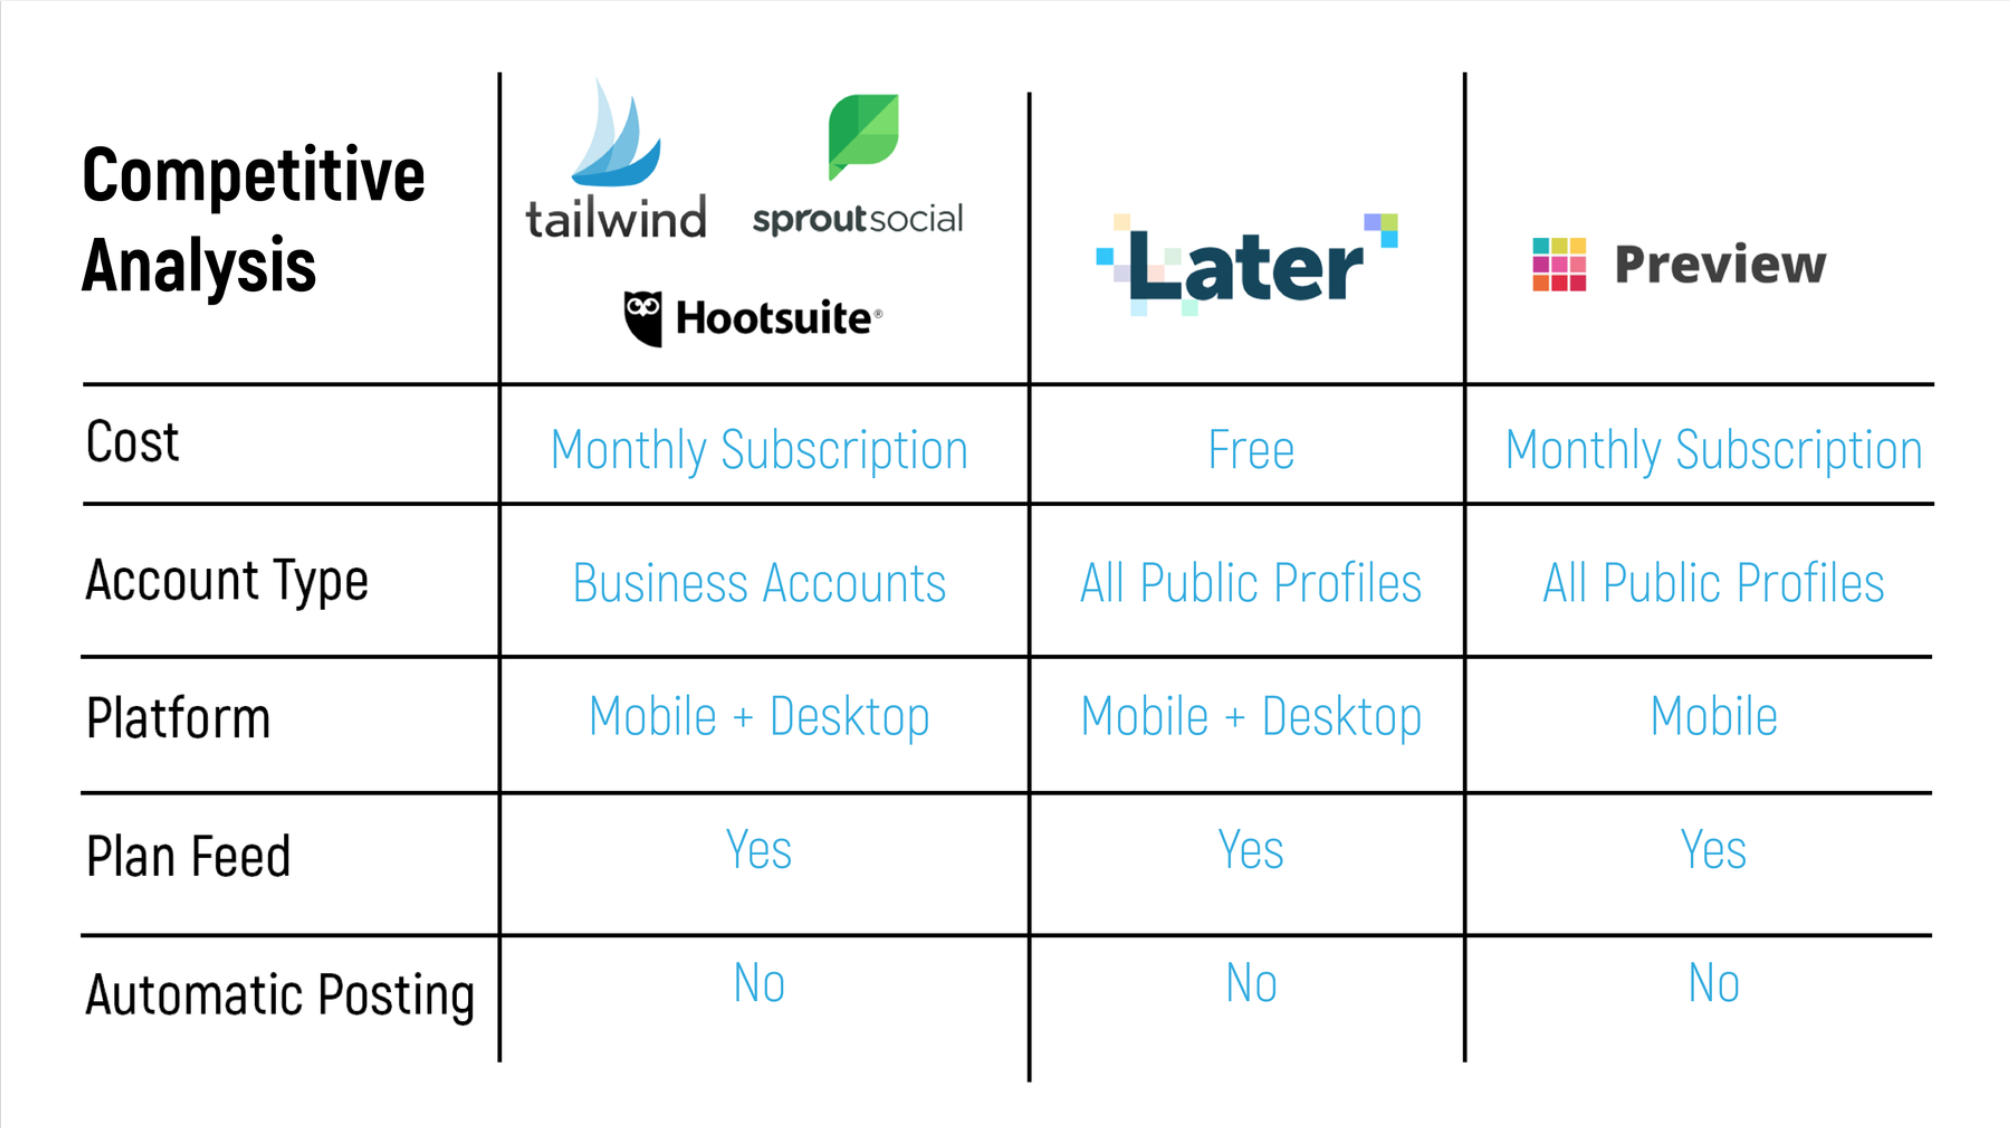 Competitive
Analysis
tailwind
sproutsocial
Hootsuite®
Later
Preview
Cost
Monthly Subscription
Free
Monthly Subscription
Account Type
Business Accounts
All Public Profiles
All Public Profiles
Platform
Mobile + Desktop
Mobile + Desktop
Mobile
Plan Feed
Yes
Yes
Yes
Automatic Posting
No
No
No